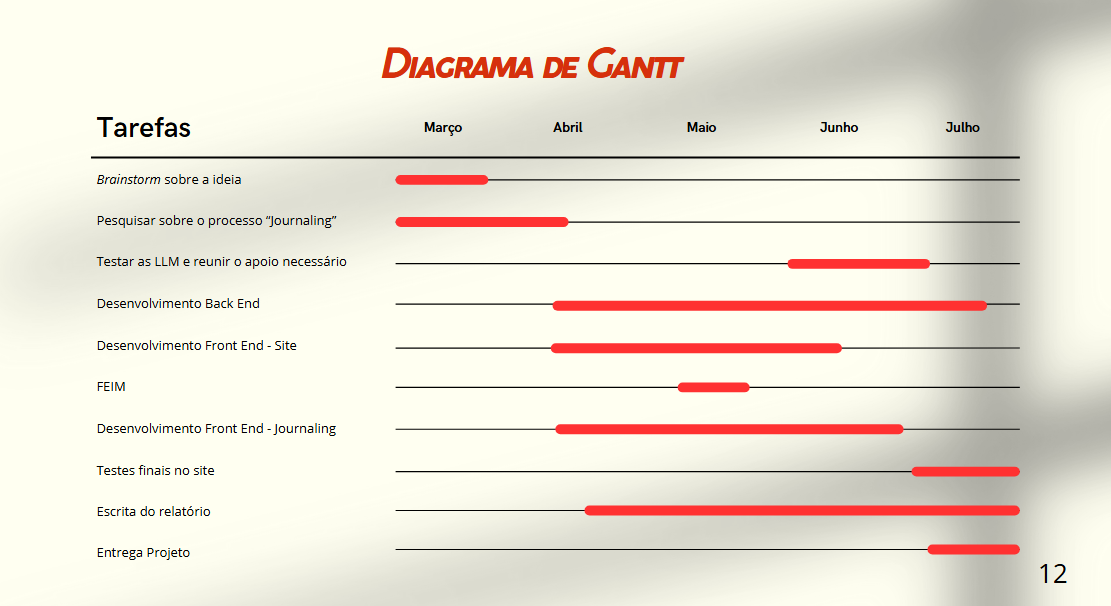 Diagrama de Gantt
Tarefas Março Abril Maio Junho Julho
Brainstorm sobre a ideia
Pesquisar sobre o processo “Journaling”
Testar as LLM e reunir o apoio necessário
Desenvolvimento Back End
Desenvolvimento Front End - Site
FEIM
Desenvolvimento Front End - Journaling
Testes finais no site
Escrita do relatório
Entrega Projeto
12